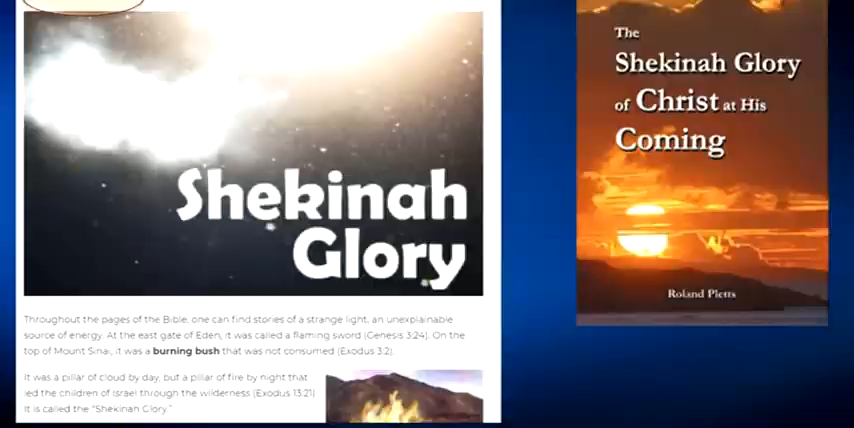 Shekinah
Glory
Throughout the pages of the Bible, one can find stories of a strange light, an unexplainable
source of energy. At the east gate of Eden, it was called a flaming sword (Genesis 3:24). On the
top of Mount Sinai, it was a burning bush that was not consumed (Exodus 3:2).
It was a pillar of cloud by day, but a pillar of fire by night that
led the children of Israel through the wilderness (Exodus 13:21)
It is called the "Shekinah Glory."
The
Shekinah Glory
of Christ at His
Coming
Roland Pletts